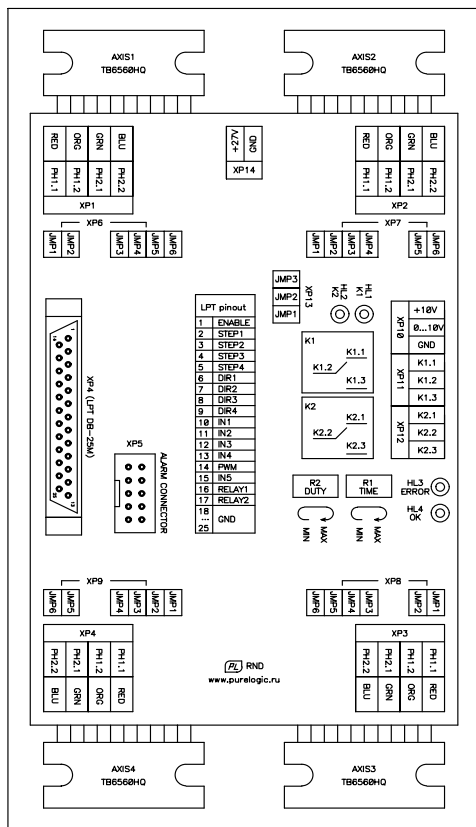 AXIS1
TB6560HQ
AXIS2
TB6560HQ
RED ORG GRN BLU
PH1.1 PH1.2 PH2.1 PH2.2
XP1
+27V GND
XP14
RED ORG GRN BLU
PH1.1 PH1.2 PH2.1 PH2.2
XP2
XP6
JMP1 JMP2 JMP3 JMP4 JMP5 JMP6
XP7
JMP1 JMP2 JMP3 JMP4 JMP5 JMP6
JMP3
JMP2
JMP1
XP13
HL2
K2
HL1
K1
LPT pinout
1 ENABLE
2 STEP1
3 STEP2
4 STEP3
5 STEP4
6 DIR1
7 DIR2
8 DIR3
9 DIR4
10 IN1
11 IN2
12 IN3
13 IN4
14 PWM
15 IN5
16 RELAY1
17 RELAY2
18
...
25
GND
XP4 (LPT DB-25M)
1
14
25
13
XP5
ALARM CONNECTOR
K1
K1.1
K1.2
K1.3
K2
K2.1
K2.2
K2.3
XP10
+10V
0...10V
GND
XP11
K1.1
K1.2
K1.3
XP12
K2.1
K2.2
K2.3
R2
DUTY
R1
TIME
MIN MAX
MIN MAX
HL3
ERROR
HL4
OK
XP9
JMP6 JMP5 JMP4 JMP3 JMP2 JMP1
XP8
JMP6 JMP5 JMP4 JMP3 JMP2 JMP1
XP4
PH2.2 PH2.1 PH1.2 PH1.1
BLU GRN ORG RED
PL RND
www.purelogic.ru
XP3
PH2.2 PH2.1 PH1.2 PH1.1
BLU GRN ORG RED
AXIS4
TB6560HQ
AXIS3
TB6560HQ